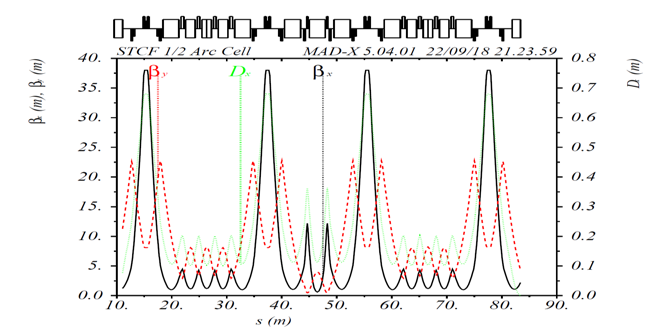 STCF 1/2 Arc Cell MAD-X 5.04.01 22/09/18 21.23.59
40. 0.8
βy Dx βx
35. 0.7
30. 0.6
25. 0.5
20. 0.4
15. 0.3
10. 0.2
5. 0.1
0.0 0.0
10. 20. 30. 40. 50. 60. 70. 80. 90.
s (m)
β (m), β (m)
D (m)